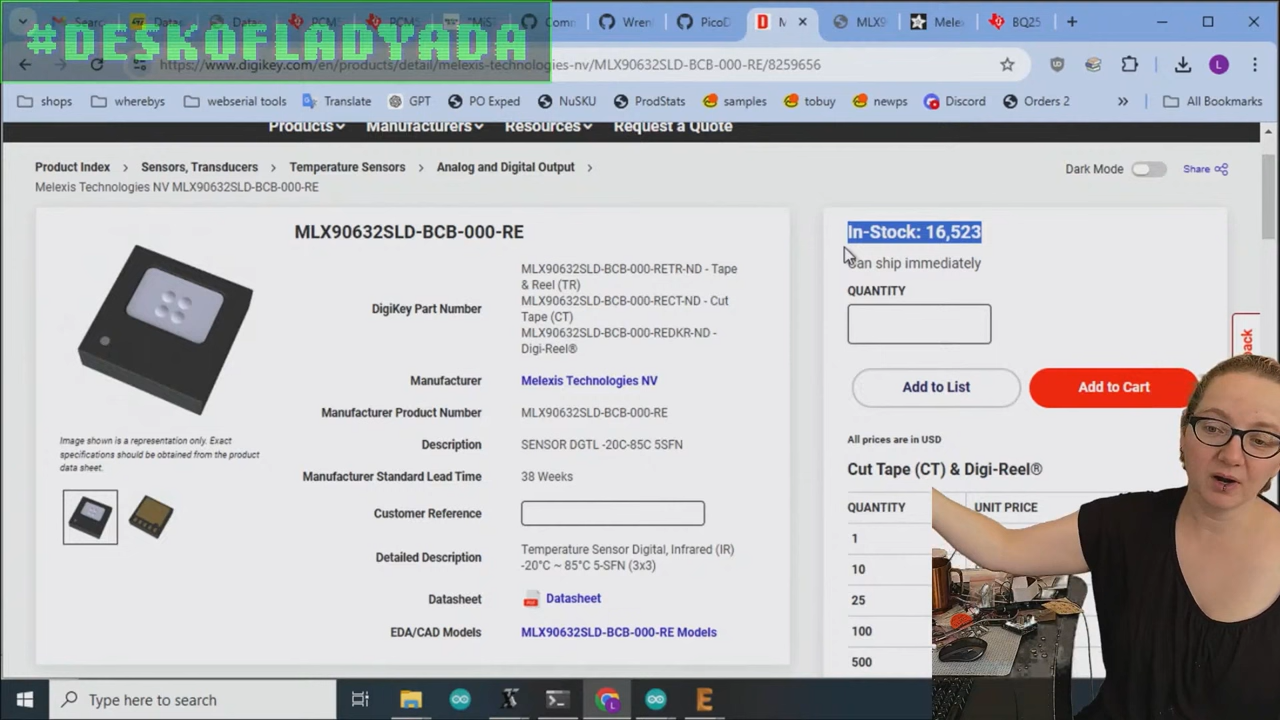 #DESKOFLADYADA
Datas
Data
PCM
PCM
"MiS
Com
Wren
PicoD
M
MLX9
Mele
BQ25
https://www.digikey.com/en/products/detail/melexis-technologies-nv/MLX90632SLD-BCB-000-RE/8259656
shops
wherebys
webserial tools
Translate
GPT
PO Exped
NuSKU
ProdStats
samples
tobuy
newps
Discord
Orders 2
»
All Bookmarks
Products
Manufacturers
Resources
Request a Quote
Product Index > Sensors, Transducers > Temperature Sensors > Analog and Digital Output >
Dark Mode
Share
Melexis Technologies NV MLX90632SLD-BCB-000-RE
MLX90632SLD-BCB-000-RE
DigiKey Part Number
MLX90632SLD-BCB-000-RETR-ND - Tape
& Reel (TR)
MLX90632SLD-BCB-000-RECT-ND - Cut
Tape (CT)
MLX90632SLD-BCB-000-REDKR-ND -
Digi-Reel®
Manufacturer
Melexis Technologies NV
Manufacturer Product Number
MLX90632SLD-BCB-000-RE
Description
SENSOR DGTL -20C-85C 5SFN
Manufacturer Standard Lead Time
38 Weeks
Customer Reference
Detailed Description
Temperature Sensor Digital, Infrared (IR)
-20°C ~ 85°C 5-SFN (3x3)
Datasheet
Datasheet
EDA/CAD Models
MLX90632SLD-BCB-000-RE Models
Image shown is a representation only. Exact
specifications should be obtained from the product
data sheet.
In-Stock: 16,523
Can ship immediately
QUANTITY
Add to List
Add to Cart
All prices are in USD
Cut Tape (CT) & Digi-Reel®
QUANTITY
UNIT PRICE
1
10
25
100
500
Type here to search